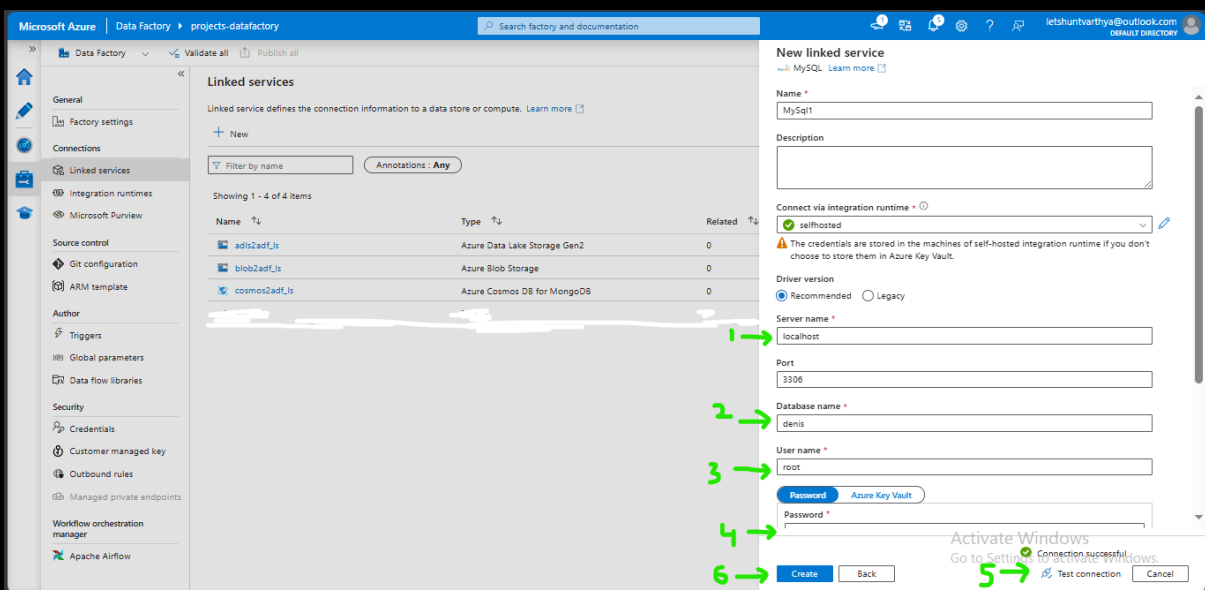 Microsoft Azure | Data Factory ▸ projects-datafactory
Search factory and documentation
1
5
letshuntvarthya@outlook.com
DEFAULT DIRECTORY
Data Factory
Validate all
Publish all
General
Factory settings
Connections
Linked services
Integration runtimes
Microsoft Purview
Source control
Git configuration
ARM template
Author
Triggers
Global parameters
Data flow libraries
Security
Credentials
Customer managed key
Outbound rules
Managed private endpoints
Workflow orchestration
manager
Apache Airflow
Linked services
Linked service defines the connection information to a data store or compute. Learn more
+ New
Filter by name
Annotations : Any
Showing 1 - 4 of 4 items
Name Type Related
adls2adf_ls Azure Data Lake Storage Gen2 0
blob2adf_ls Azure Blob Storage 0
cosmos2adf_ls Azure Cosmos DB for MongoDB 0
New linked service
MySQL Learn more
Name *
MySql1
Description
Connect via integration runtime *
selfhosted
The credentials are stored in the machines of self-hosted integration runtime if you don't
choose to store them in Azure Key Vault.
Driver version
Recommended Legacy
Server name *
1 localhost
Port
3306
Database name *
2 denis
User name *
3 root
Password Azure Key Vault
Password *
4
Activate Windows
Go to Settings to activate Windows.
Connection successful
6 Create Back 5 Test connection Cancel